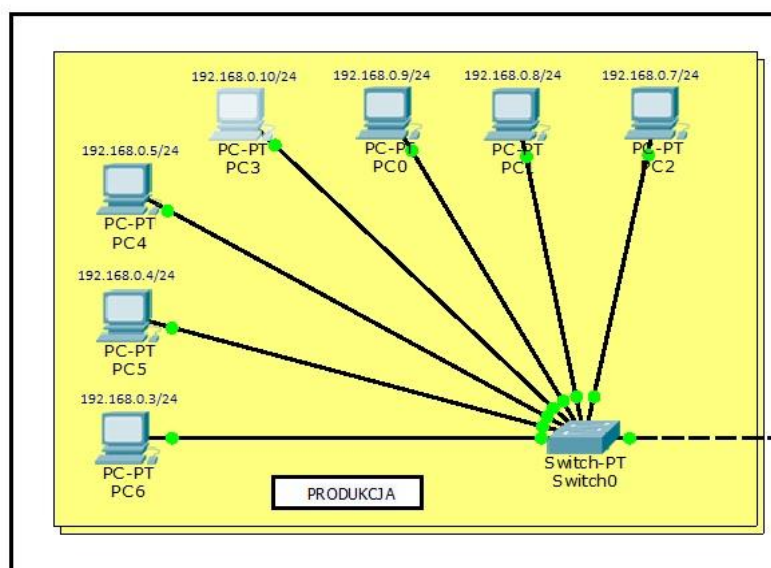 192.168.0.10/24
PC-PT
PC3
192.168.0.9/24
PC-PT
PC0
192.168.0.8/24
PC-PT
192.168.0.7/24
PC-PT
PC2
192.168.0.5/24
PC-PT
PC4
192.168.0.4/24
PC-PT
PC5
192.168.0.3/24
PC-PT
PC6
Switch-PT
Switch0
PRODUKCJA